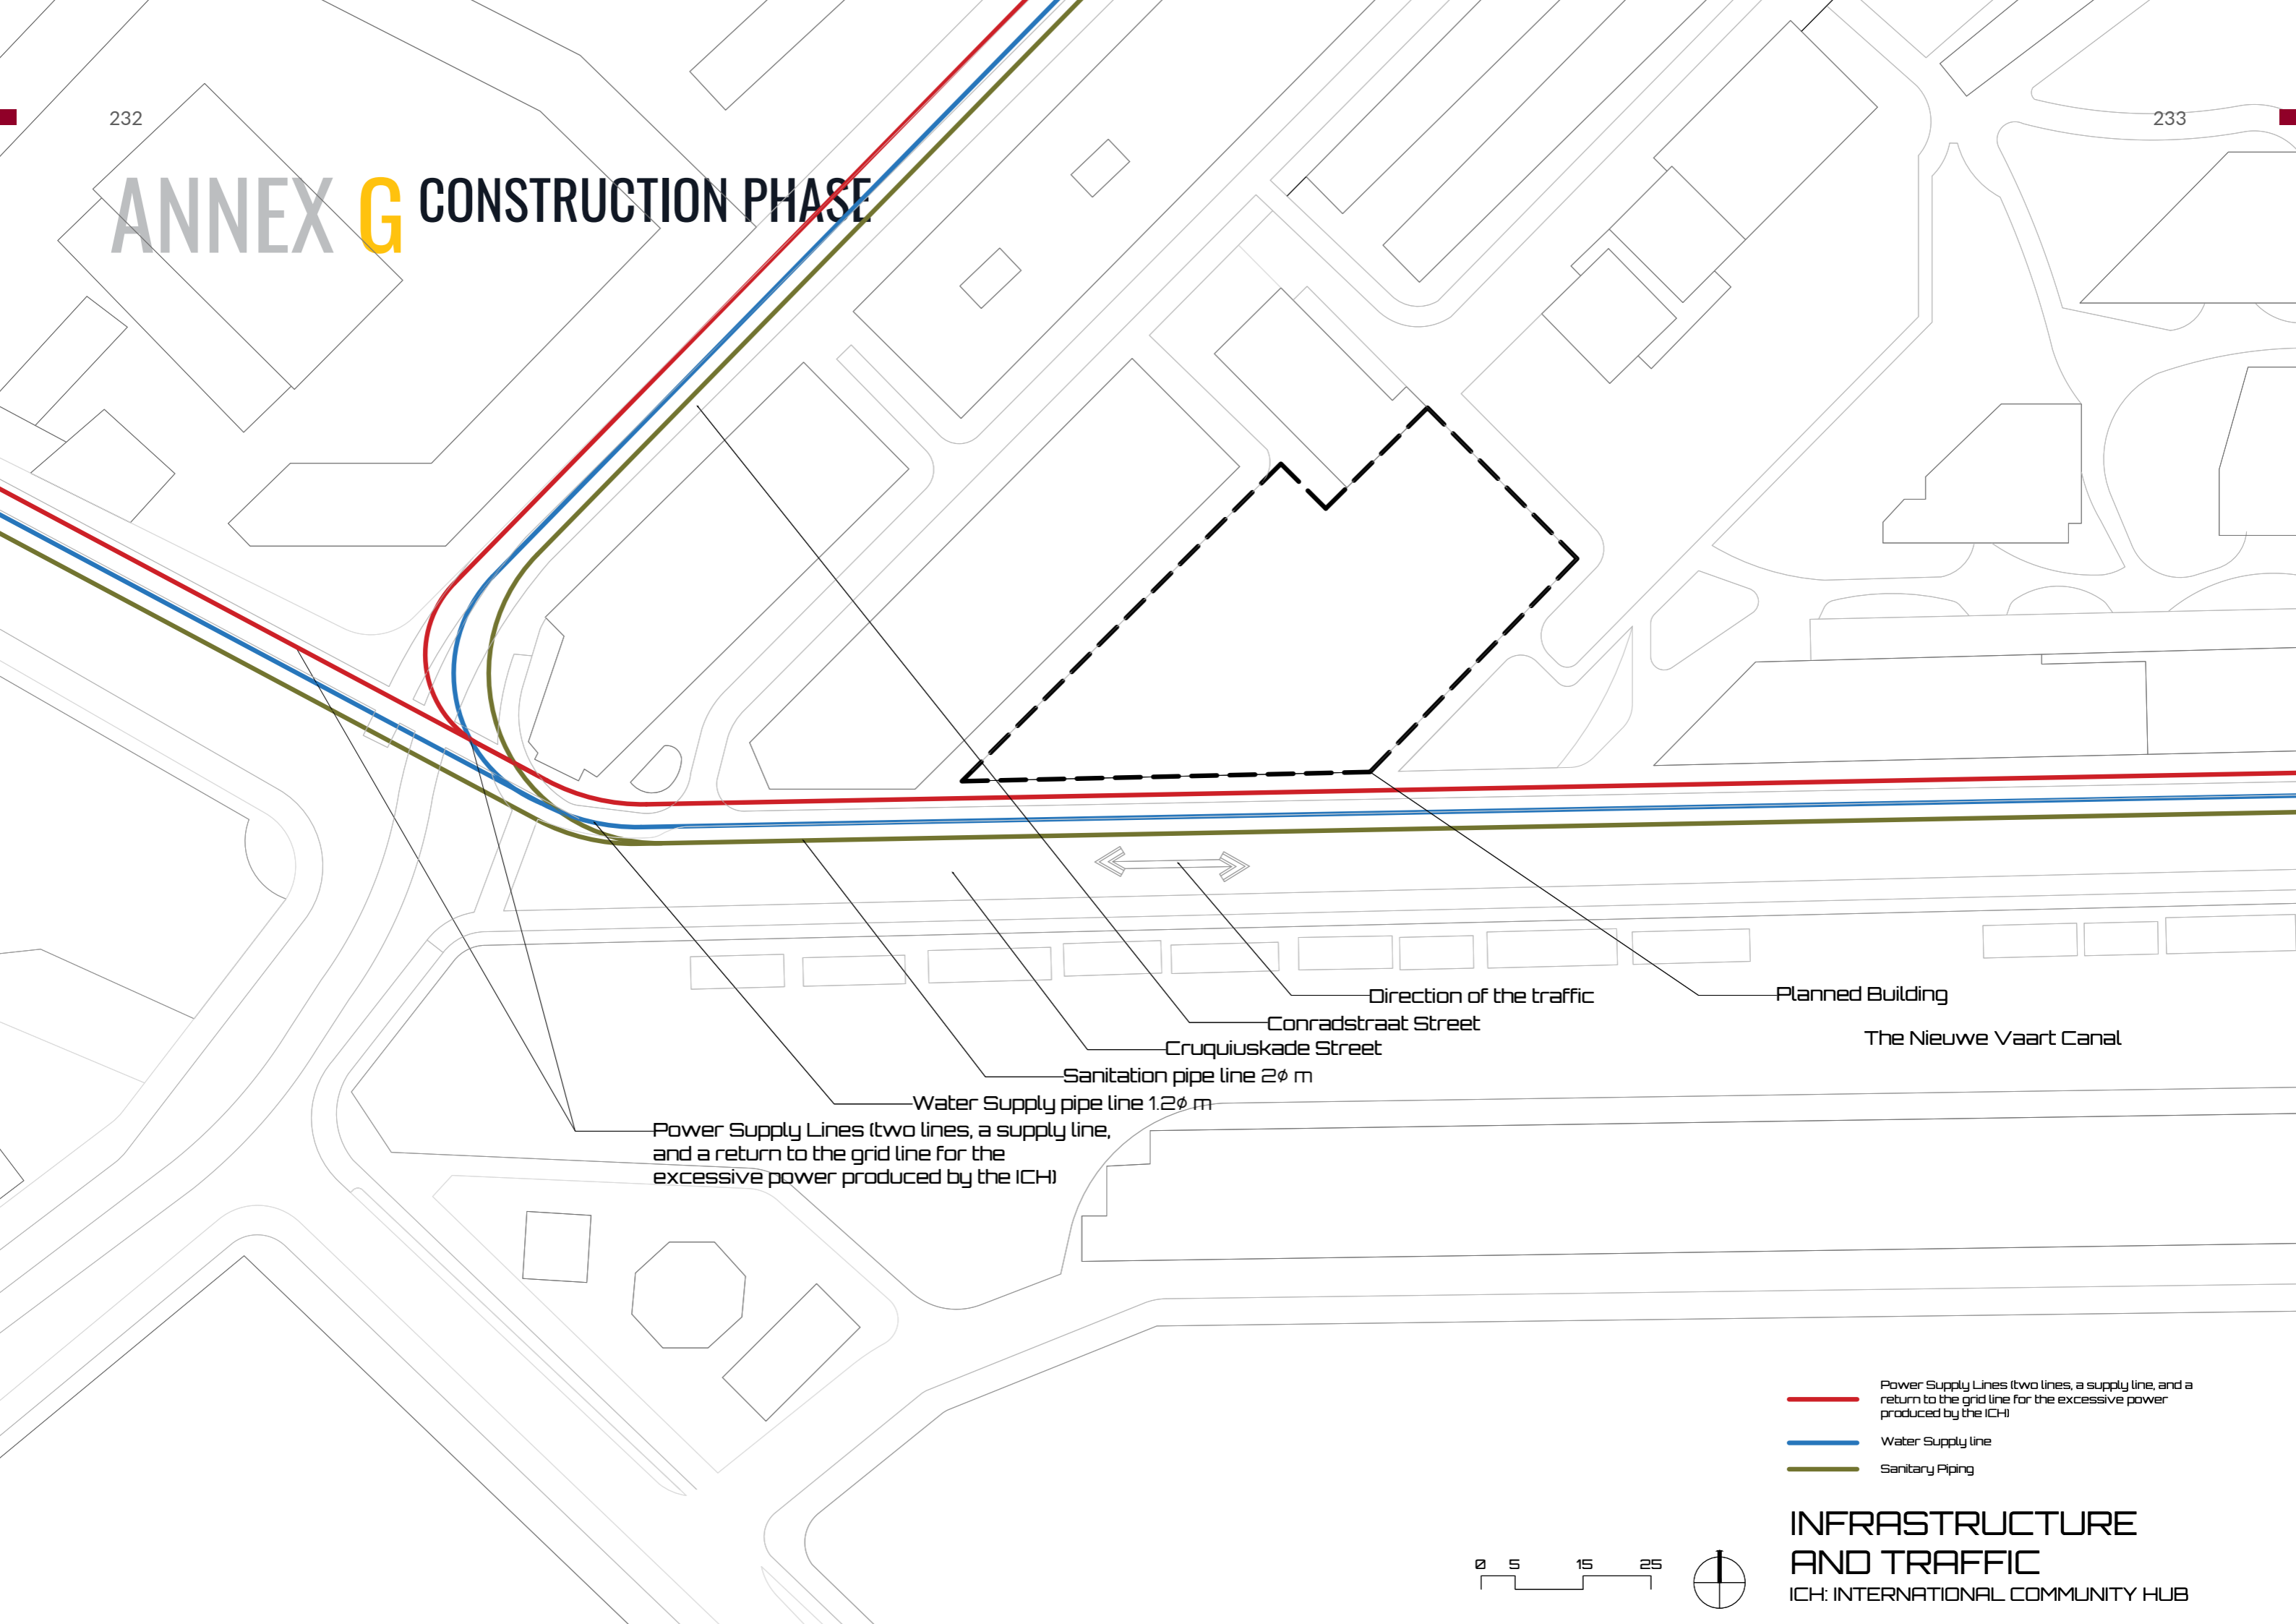 232
233
ANNEX G CONSTRUCTION PHASE
Direction of the traffic
Planned Building
Conradstraat Street
The Nieuwe Vaart Canal
Cruquiuskade Street
Sanitation pipe line 2ø m
Water Supply pipe line 1.2ø m
Power Supply Lines (two lines, a supply line,
and a return to the grid line for the
excessive power produced by the ICH)
Power Supply Lines (two lines, a supply line, and a
return to the grid line for the excessive power
produced by the ICH)
Water Supply line
Sanitary Piping
INFRASTRUCTURE
AND TRAFFIC
ICH: INTERNATIONAL COMMUNITY HUB
0 5 15 25